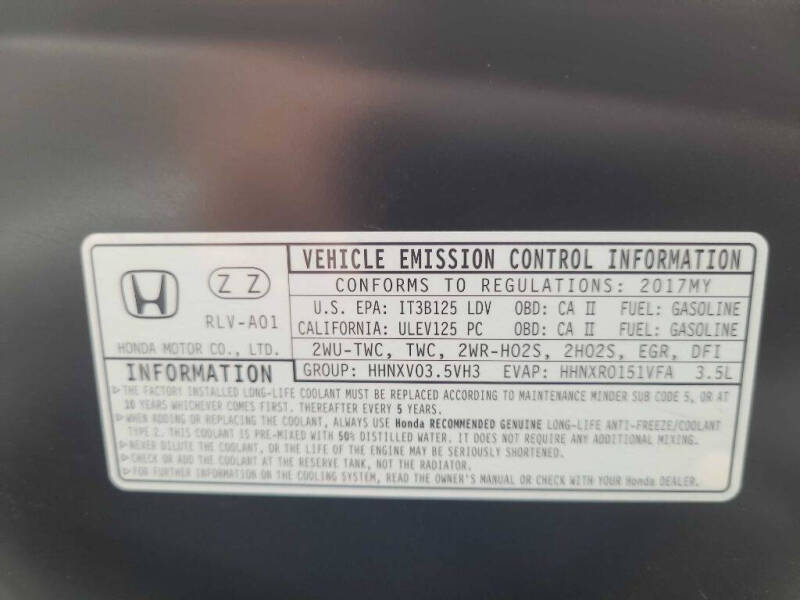 VEHICLE EMISSION CONTROL INFORMATION
CONFORMS TO REGULATIONS: 2017MY
Z Z
RLV-A01
HONDA MOTOR CO., LTD.
U.S. EPA: IT3B125 LDV OBD: CA II FUEL: GASOLINE
CALIFORNIA: ULEV125 PC OBD: CA II FUEL: GASOLINE
2WU-TWC, TWC, 2WR-HO2S, 2HO2S, EGR, DFI
GROUP: HHNXV03.5VH3 EVAP: HHNXR0151VFA 3.5L
INFORMATION
▷THE FACTORY INSTALLED LONG-LIFE COOLANT MUST BE REPLACED ACCORDING TO MAINTENANCE MINDER SUB CODE 5, OR AT
10 YEARS WHICHEVER COMES FIRST. THEREAFTER EVERY 5 YEARS.
▷WHEN ADDING OR REPLACING THE COOLANT, ALWAYS USE Honda RECOMMENDED GENUINE LONG-LIFE ANTI-FREEZE/COOLANT
TYPE 2. THIS COOLANT IS PRE-MIXED WITH 50% DISTILLED WATER. IT DOES NOT REQUIRE ANY ADDITIONAL MIXING.
▷NEVER DILUTE THE COOLANT, OR THE LIFE OF THE ENGINE MAY BE SERIOUSLY SHORTENED.
▷CHECK OR ADD THE COOLANT AT THE RESERVE TANK, NOT THE RADIATOR.
▷FOR FURTHER INFORMATION ON THE COOLING SYSTEM, READ THE OWNER'S MANUAL OR CHECK WITH YOUR Honda DEALER.